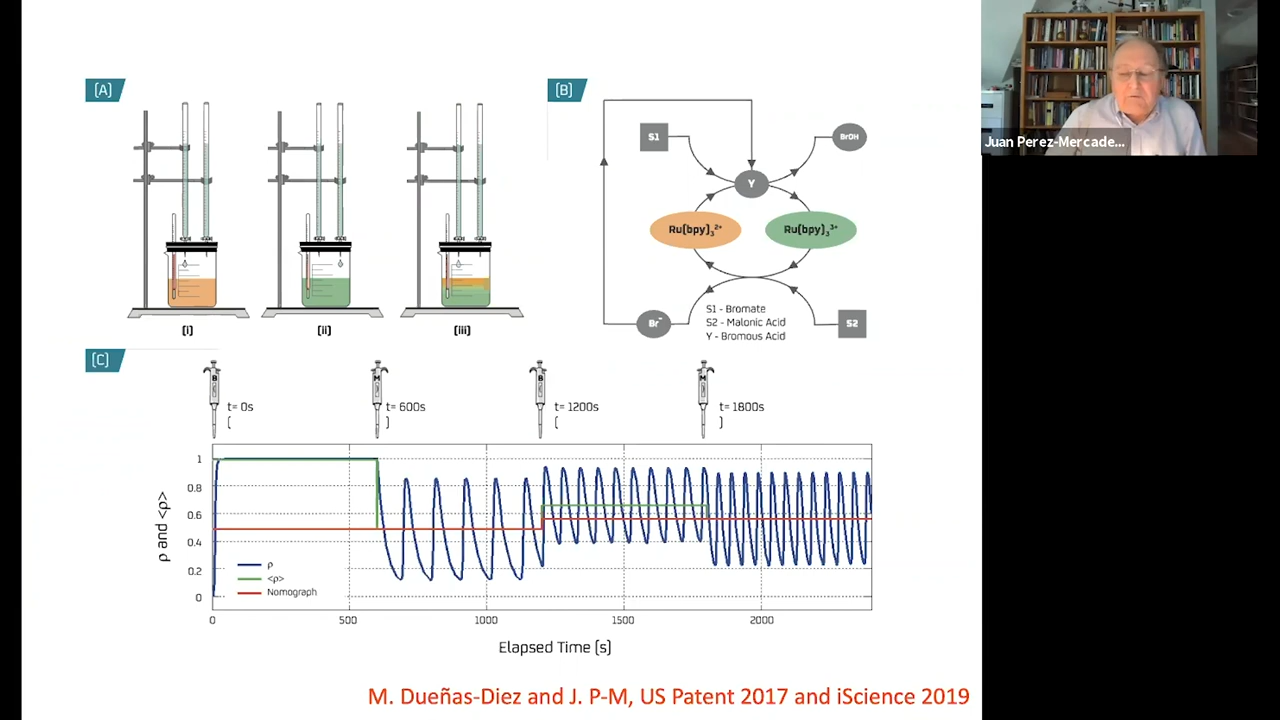 [A]
[B]
S1
BrOH
Y
Ru(bpy)₃²⁺
Ru(bpy)₃³⁺
S1 - Bromate
S2 - Malonic Acid
Y - Bromous Acid
Br⁻
S2
(i)
(ii)
(iii)
[C]
B
t= 0s
[
M
t= 600s
]
B
t= 1200s
[
M
t= 1800s
]
ρ and <ρ>
1
0.8
0.6
0.4
0.2
0
ρ
<ρ>
Nomograph
0
500
1000
1500
2000
Elapsed Time [s]
M. Dueñas-Diez and J. P-M, US Patent 2017 and iScience 2019
Juan Perez-Mercade...